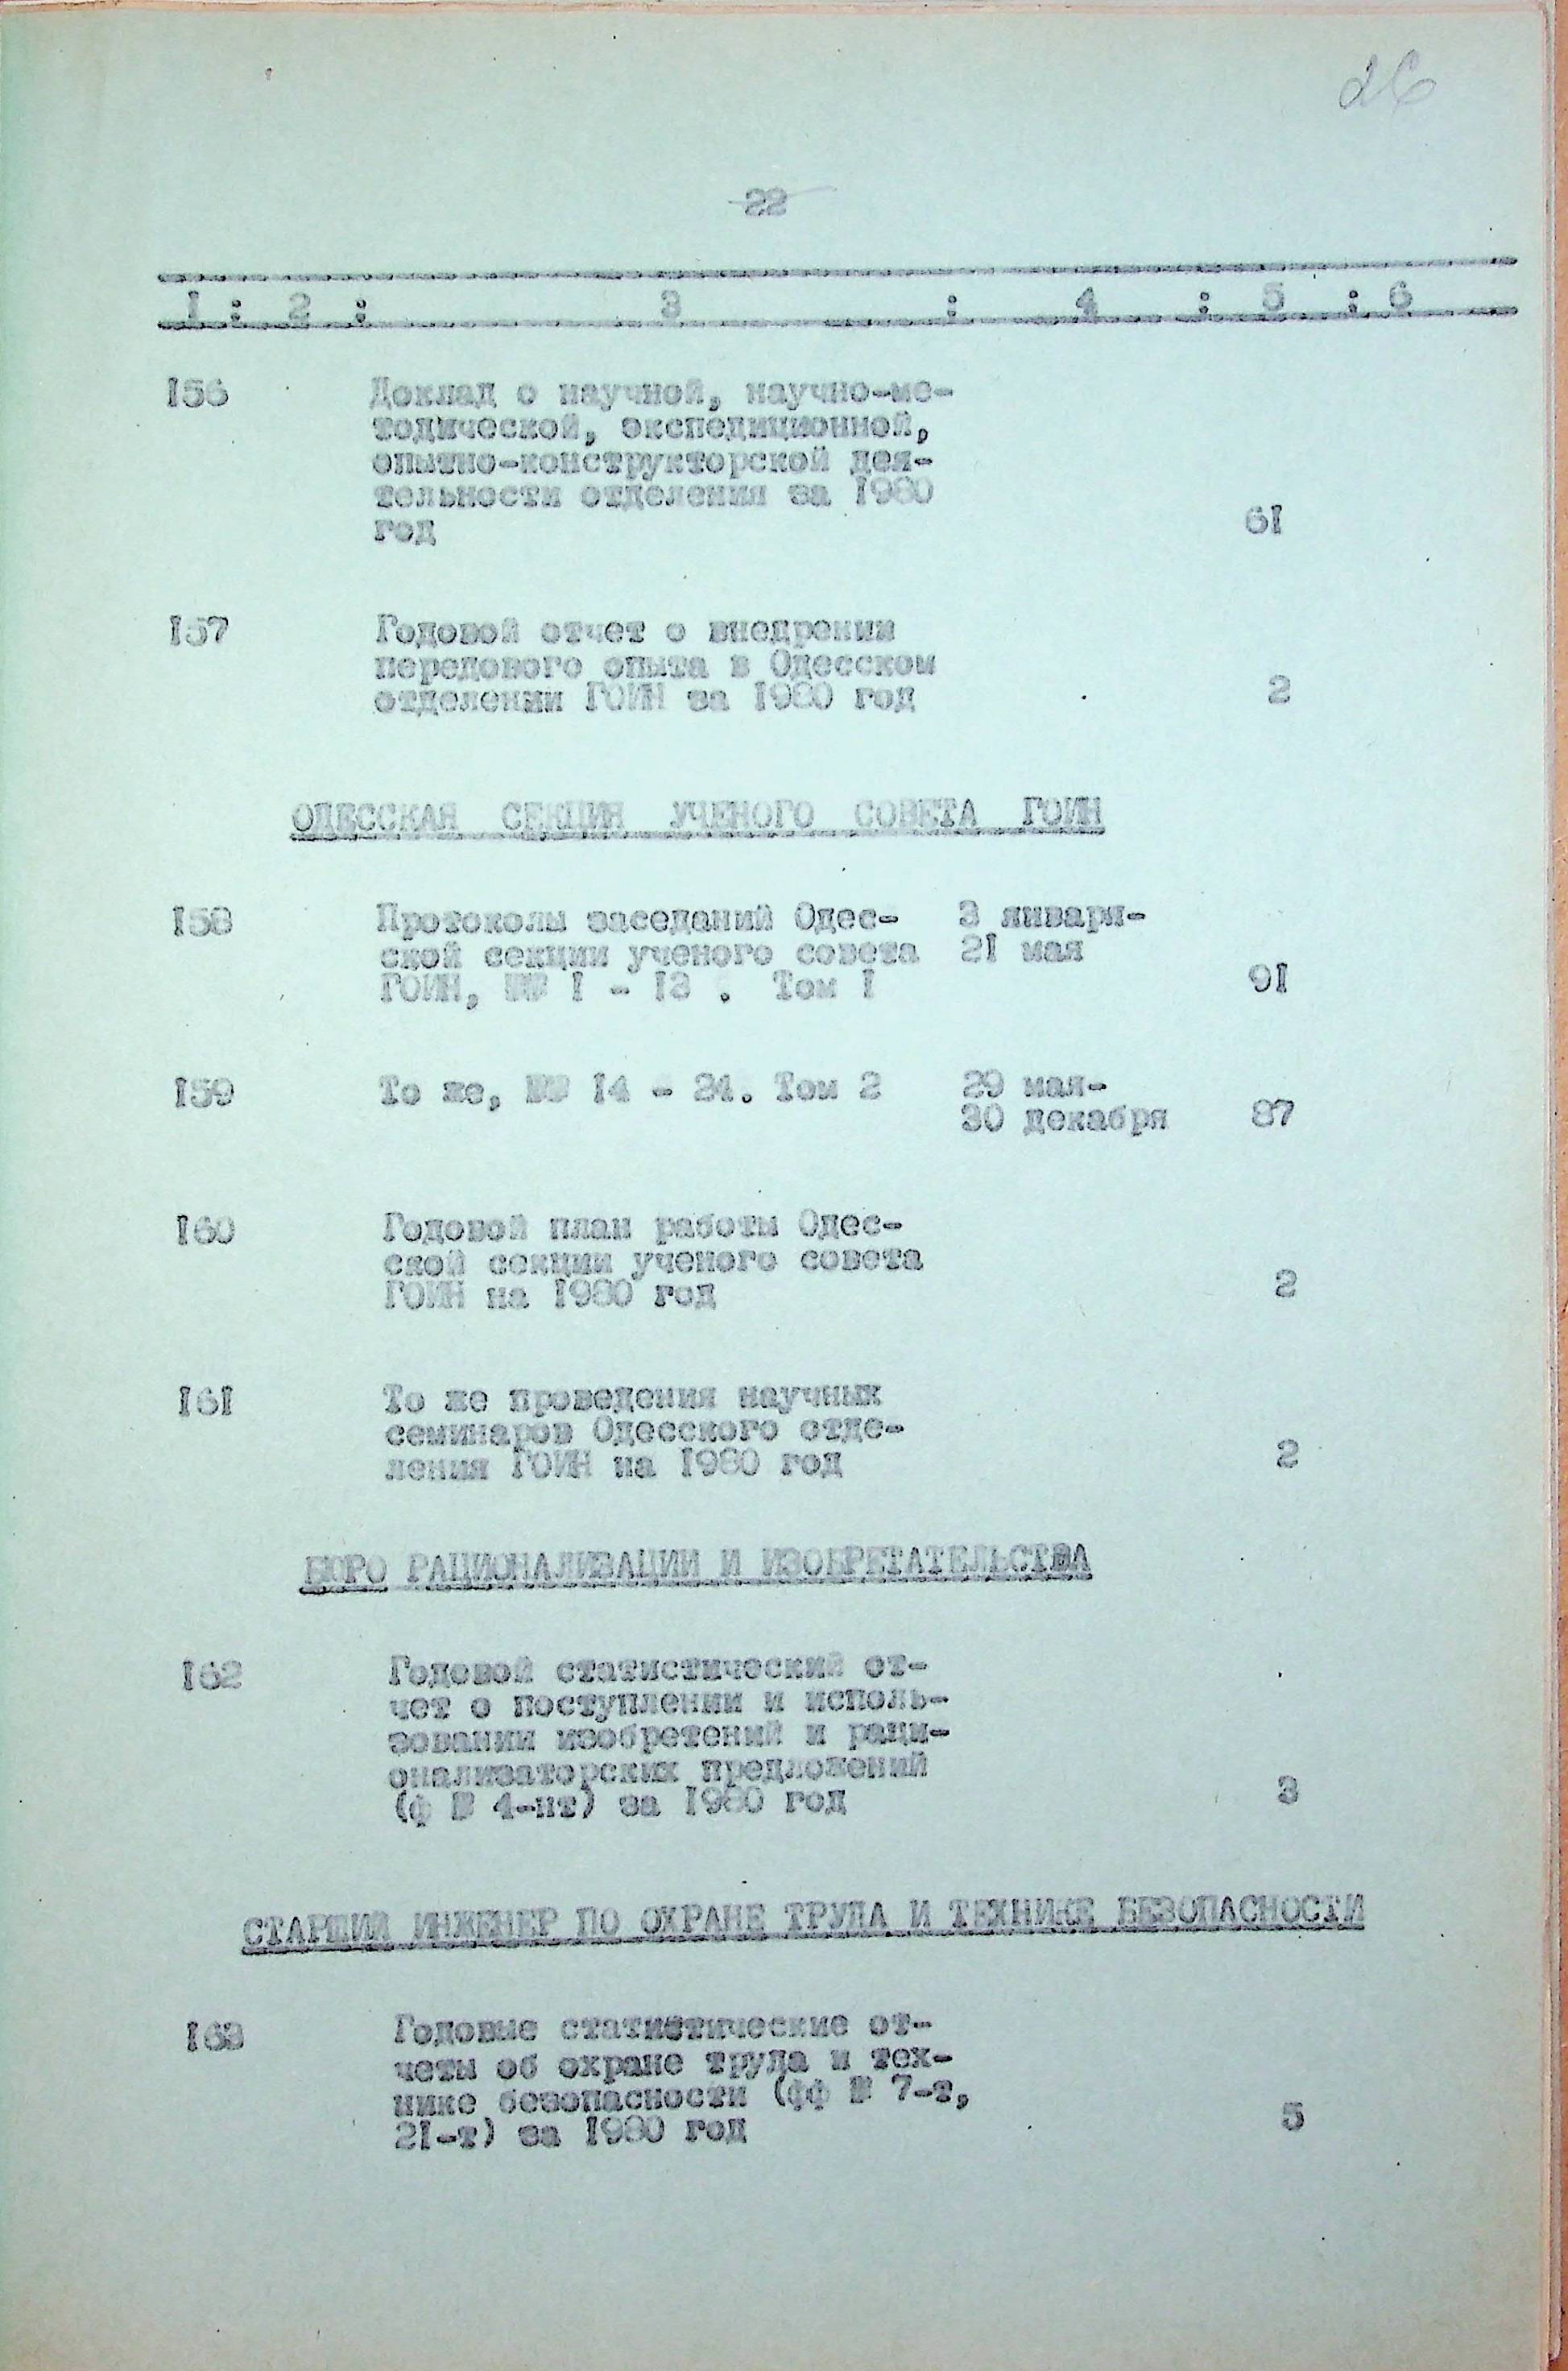 26
22
1 : 2 : 3 : 4 : 5 : 6
156 Доклад о научной, научно-ме-
тодической, экспедиционной,
опытно-конструкторской дея-
тельности отделения за 1980
год 61
157 Годовой отчет о внедрении
передового опыта в Одесском
отделении ГОИН за 1980 год 2
ОДЕССКАЯ СЕКЦИЯ УЧЕНОГО СОВЕТА ГОИН
158 Протоколы заседаний Одес- 3 января-
ской секции ученого совета 21 мая
ГОИН, №№ 1 - 13 . Том 1 91
159 То же, №№ 14 - 24. Том 2 29 мая-
30 декабря 87
160 Годовой план работы Одес-
ской секции ученого совета
ГОИН на 1980 год 2
161 То же проведения научных
семинаров Одесского отде-
ления ГОИН на 1980 год 2
БЮРО РАЦИОНАЛИЗАЦИИ И ИЗОБРЕТАТЕЛЬСТВА
162 Годовой статистический от-
чет о поступлении и исполь-
зовании изобретений и раци-
онализаторских предложений
(ф № 4-нт) за 1980 год 3
СТАРШИЙ ИНЖЕНЕР ПО ОХРАНЕ ТРУДА И ТЕХНИКЕ БЕЗОПАСНОСТИ
163 Годовые статистические от-
четы об охране труда и тех-
нике безопасности (фф № 7-т,
21-т) за 1980 год 5